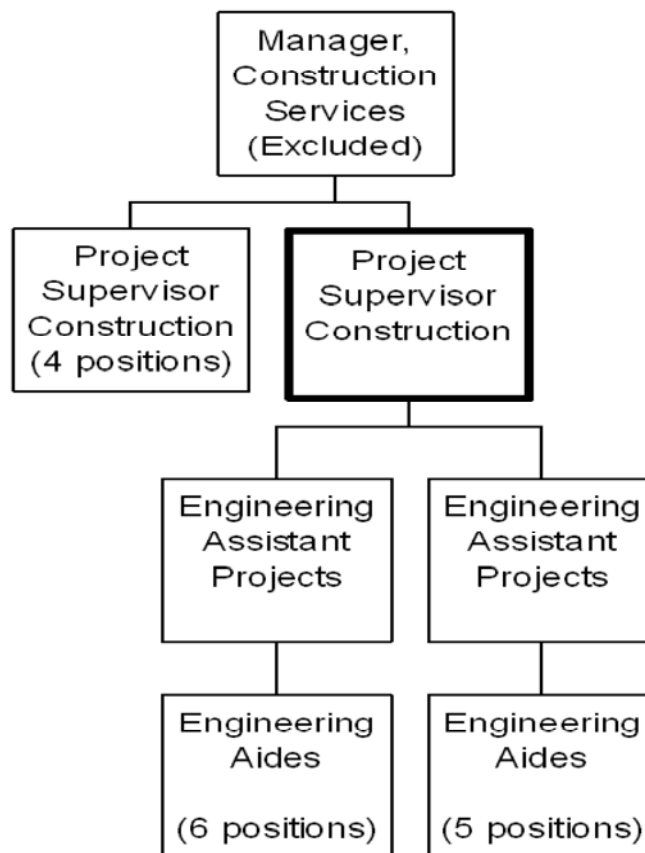 Manager,
Construction
Services
(Excluded)
Project
Supervisor
Construction
(4 positions)
Project
Supervisor
Construction
Engineering
Assistant
Projects
Engineering
Assistant
Projects
Engineering
Aides
(6 positions)
Engineering
Aides
(5 positions)